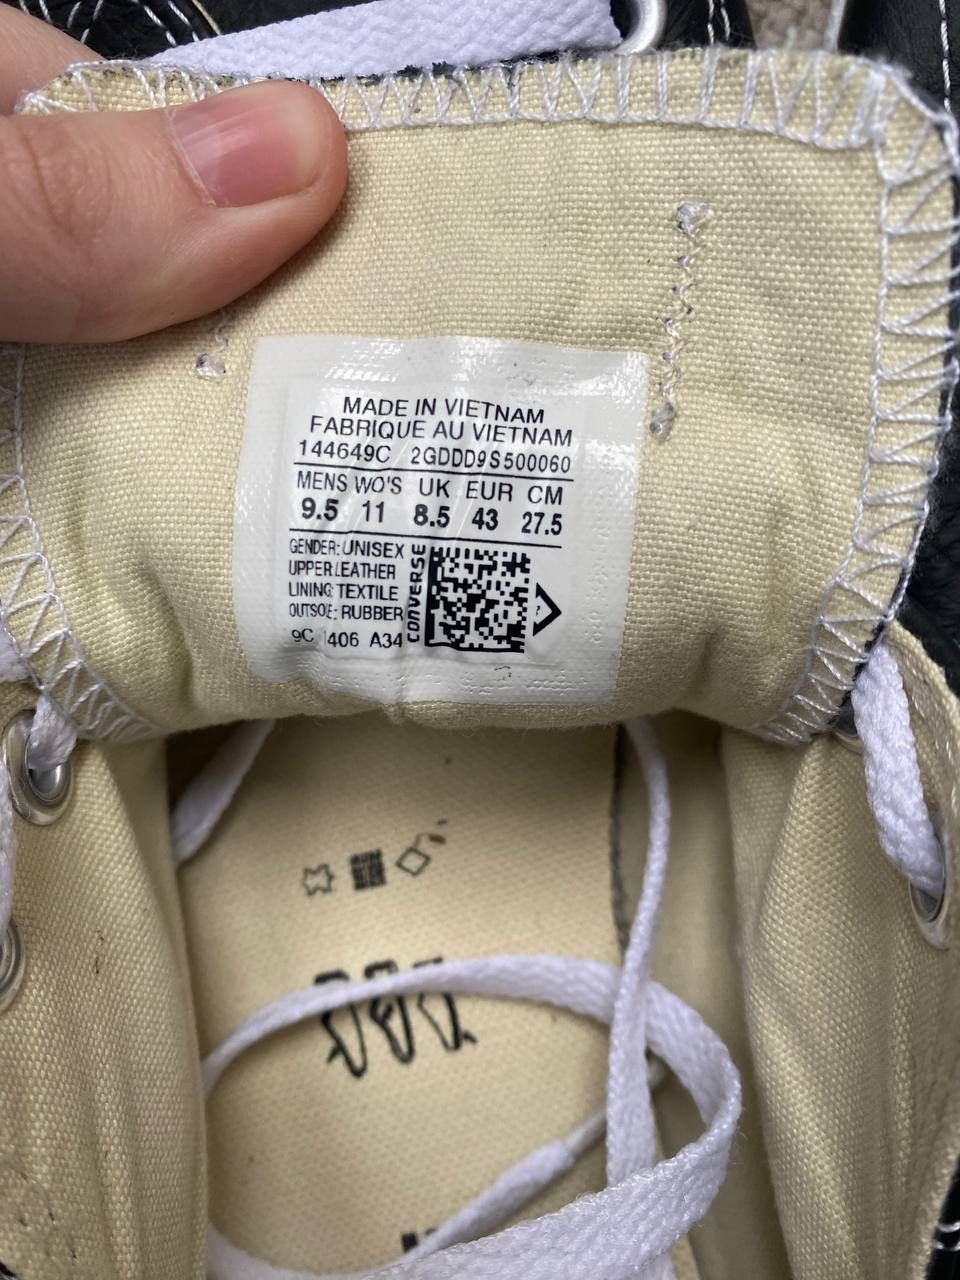 MADE IN VIETNAM
FABRIQUE AU VIETNAM
144649C 2GDDD9S500060
MENS WO'S UK EUR CM
9.5 11 8.5 43 27.5
GENDER: UNISEX
UPPER LEATHER
LINING TEXTILE
OUTSOLE: RUBBER
9C 1406 A34
CONVERSE